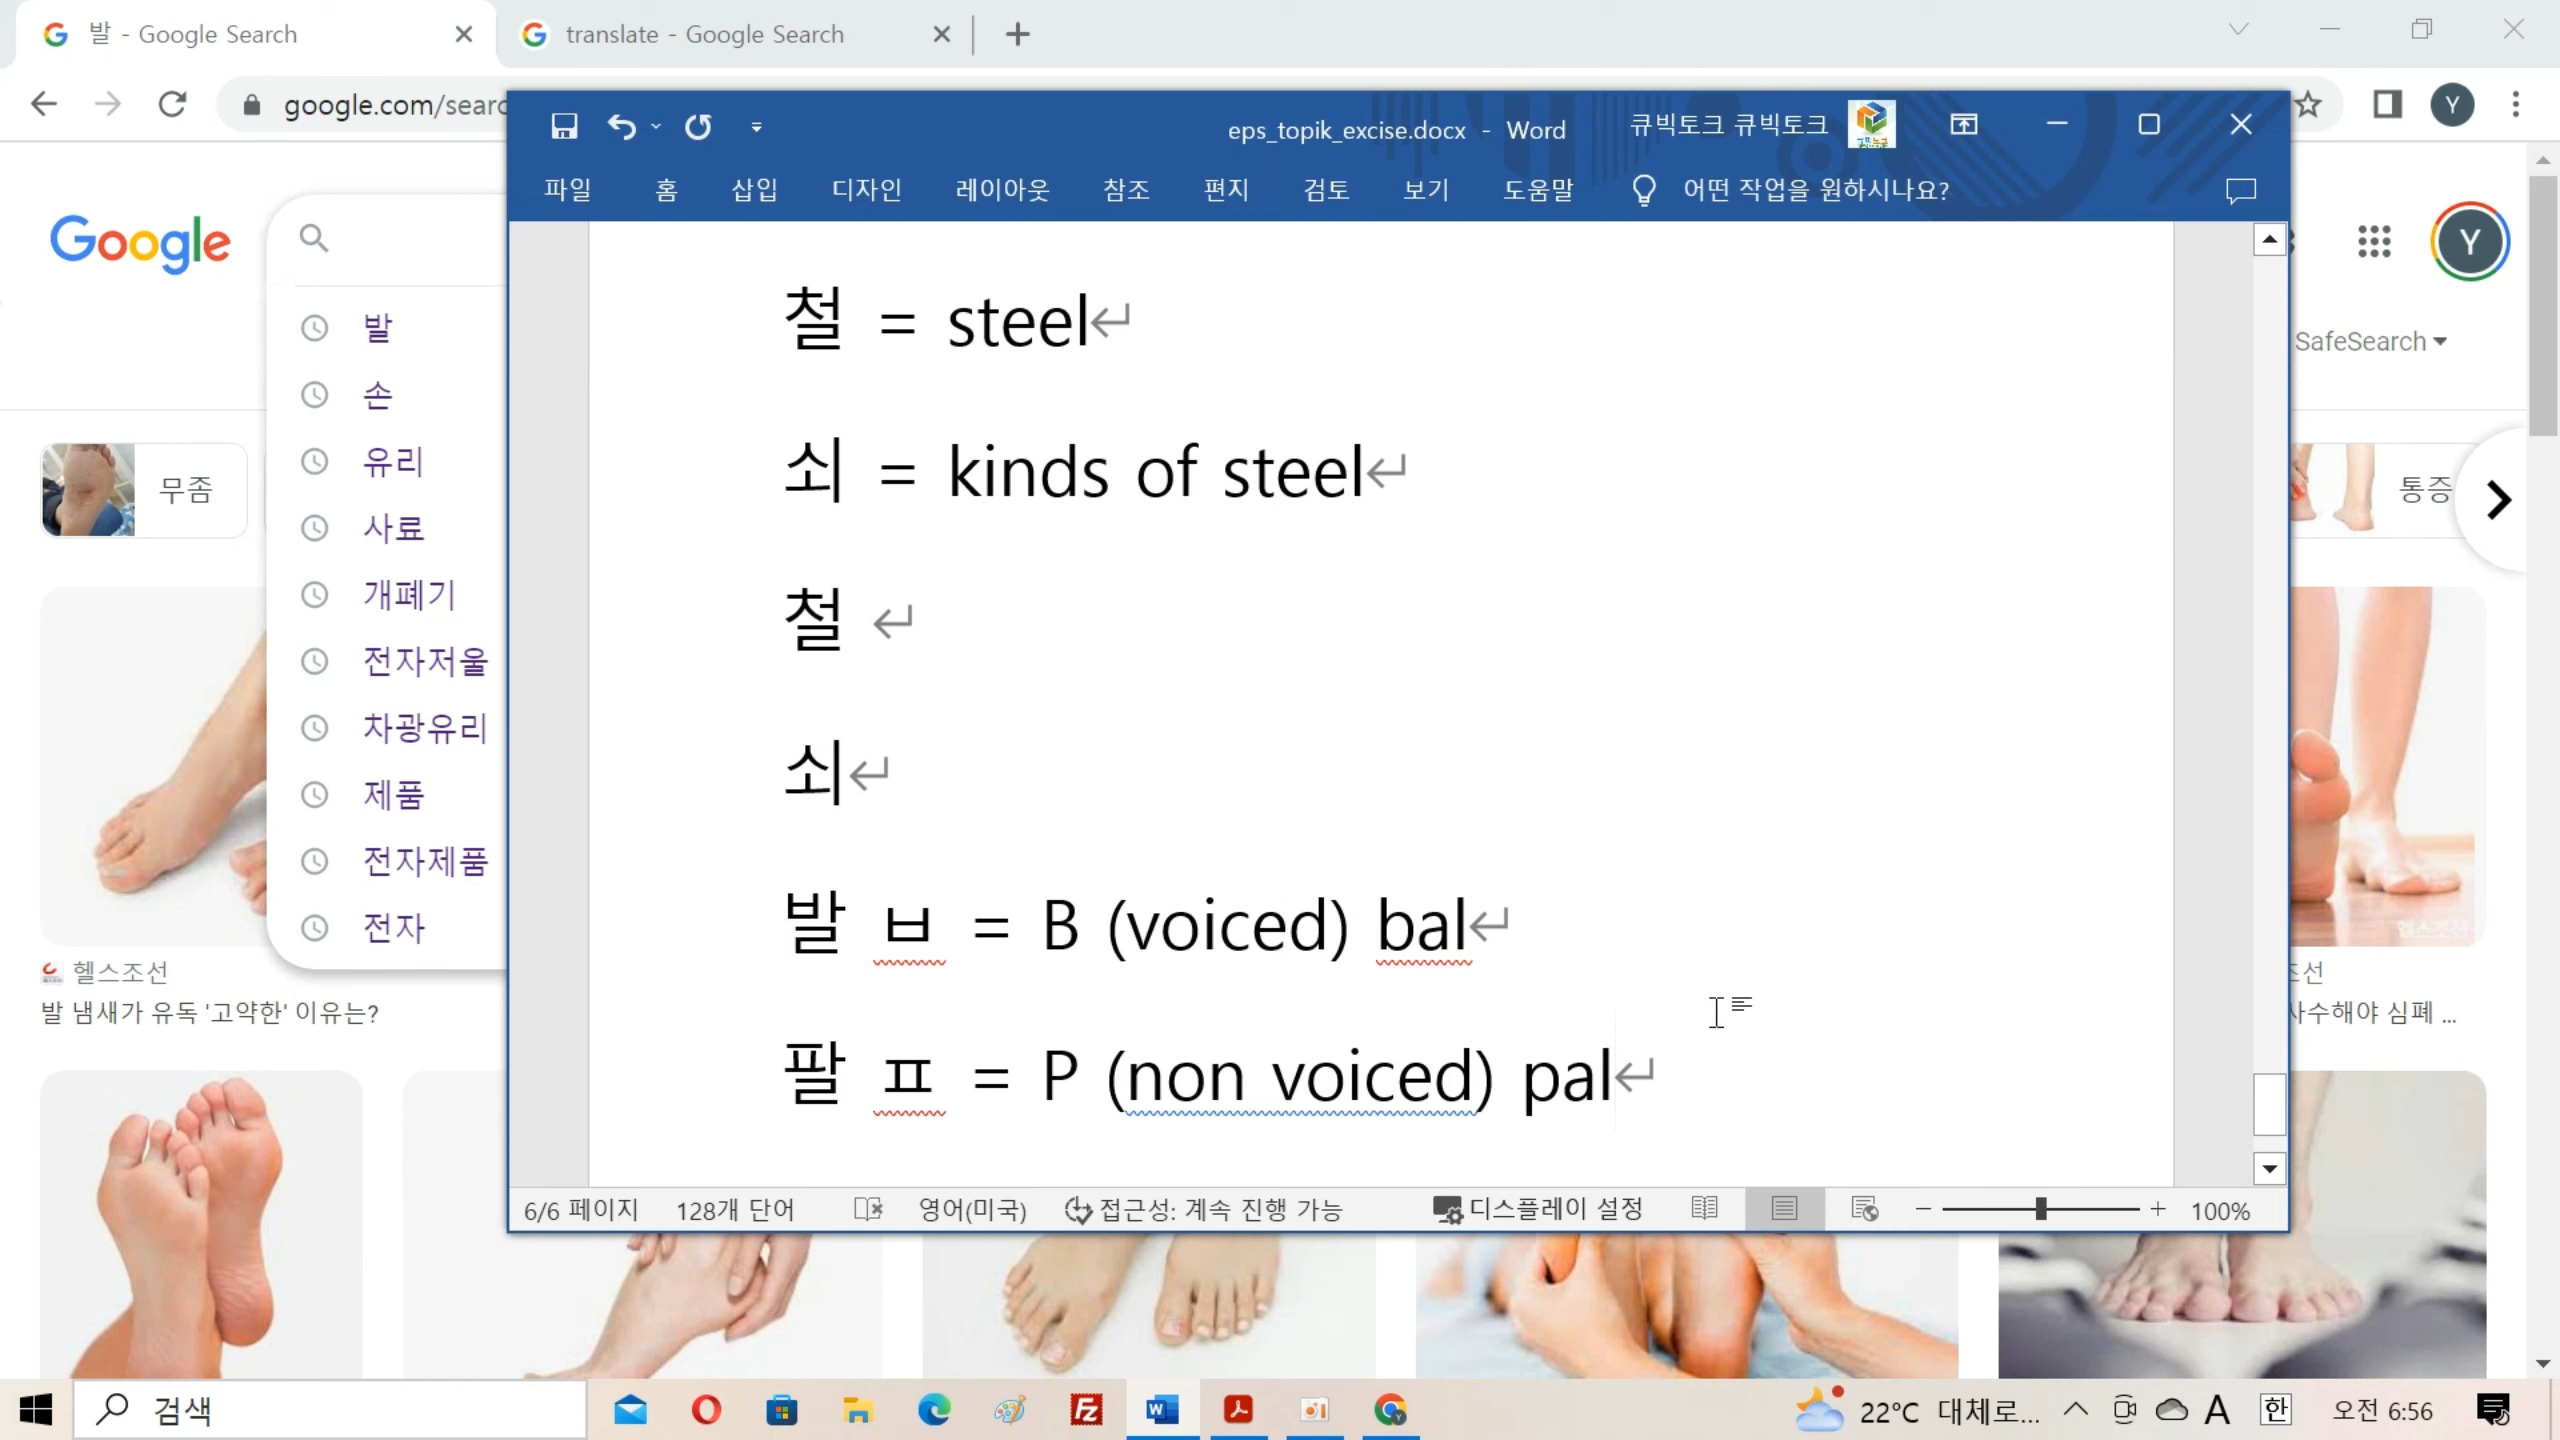 발 - Google Search
translate - Google Search
google.com/searc
Y
eps_topik_excise.docx - Word
큐빅토크 큐빅토크
파일 홈 삽입 디자인 레이아웃 참조 편지 검토 보기 도움말 어떤 작업을 원하시나요?
Google
Y
SafeSearch
발
손
유리
사료
개폐기
전자저울
차광유리
제품
전자제품
전자
무좀
통증
철 = steel
쇠 = kinds of steel
철
쇠
발 ㅂ = B (voiced) bal
팔 ㅍ = P (non voiced) pal
헬스조선
발 냄새가 유독 '고약한' 이유는?
조선
사수해야 심폐 ...
6/6 페이지 128개 단어 영어(미국) 접근성: 계속 진행 가능 디스플레이 설정 100%
검색
22°C 대체로... A 한 오전 6:56